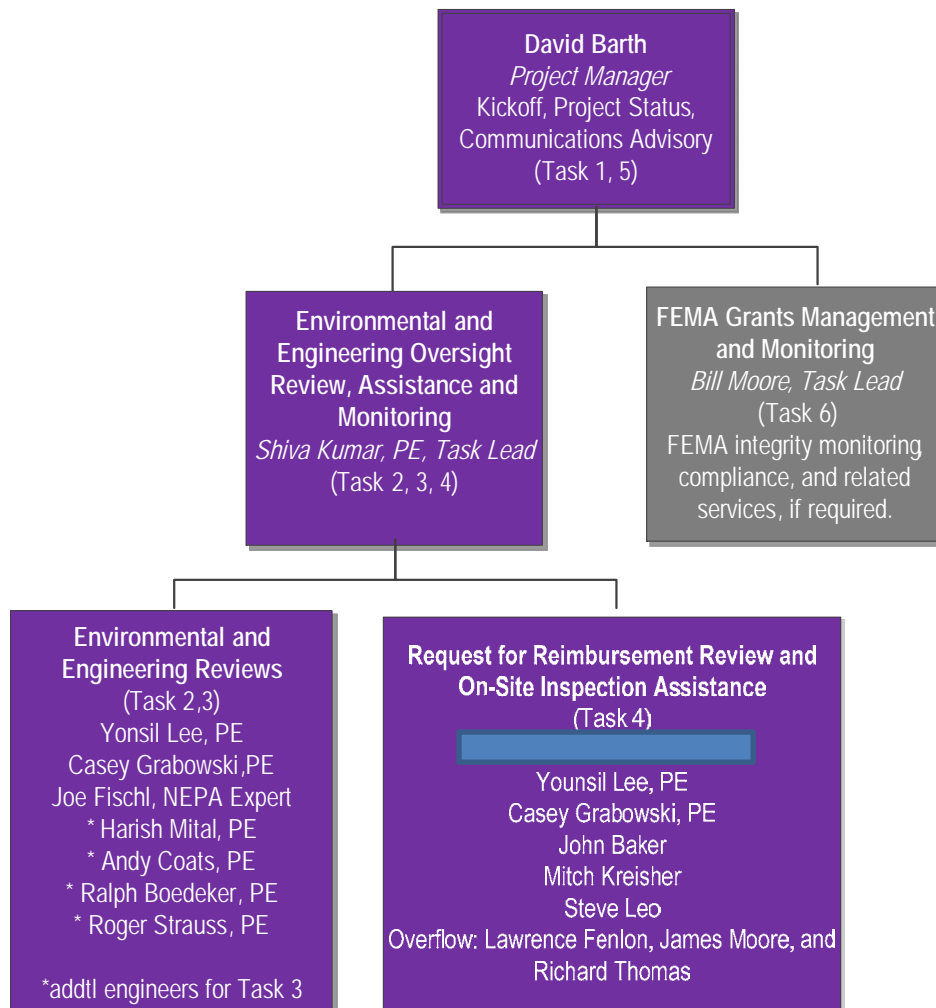 David Barth
Project Manager
Kickoff, Project Status,
Communications Advisory
(Task 1, 5)
Environmental and
Engineering Oversight
Review, Assistance and
Monitoring
Shiva Kumar, PE, Task Lead
(Task 2, 3, 4)
FEMA Grants Management
and Monitoring
Bill Moore, Task Lead
(Task 6)
FEMA integrity monitoring,
compliance, and related
services, if required.
Environmental and
Engineering Reviews
(Task 2,3)
Yonsil Lee, PE
Casey Grabowski,PE
Joe Fischl, NEPA Expert
* Harish Mital, PE
* Andy Coats, PE
* Ralph Boedeker, PE
* Roger Strauss, PE
*addtl engineers for Task 3
Request for Reimbursement Review and
On-Site Inspection Assistance
(Task 4)
Younsil Lee, PE
Casey Grabowski, PE
John Baker
Mitch Kreisher
Steve Leo
Overflow: Lawrence Fenlon, James Moore, and
Richard Thomas